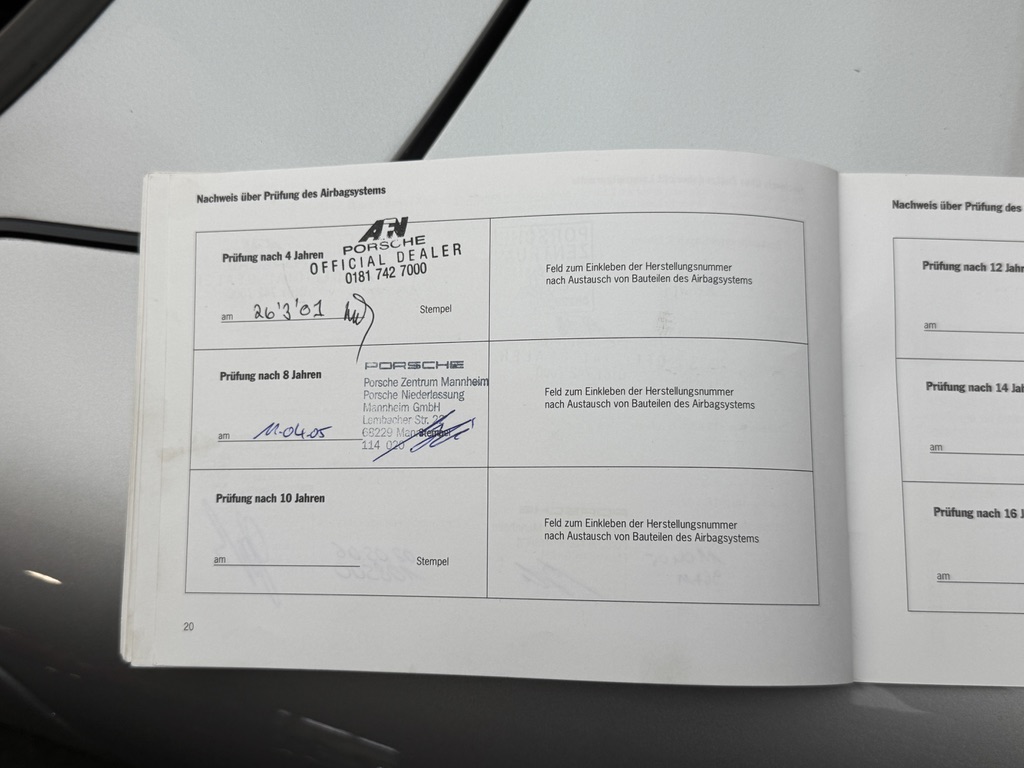 Nachweis über Prüfung des Airbagsystems
Prüfung nach 4 Jahren
AFN
PORSCHE
OFFICIAL DEALER
0181 742 7000
am 26'3'01
Stempel
Feld zum Einkleben der Herstellungsnummer
nach Austausch von Bauteilen des Airbagsystems
Prüfung nach 8 Jahren
PORSCHE
Porsche Zentrum Mannheim
Porsche Niederlassung
Mannheim GmbH
Str.
68229
114 020
am 11.04.05
Stempel
Feld zum Einkleben der Herstellungsnummer
nach Austausch von Bauteilen des Airbagsystems
Prüfung nach 10 Jahren
am
Stempel
Feld zum Einkleben der Herstellungsnummer
nach Austausch von Bauteilen des Airbagsystems
20
Nachweis über Prüfung des
Prüfung nach 12 Jahr
am
Prüfung nach 14 Jal
am
Prüfung nach 16 J
am